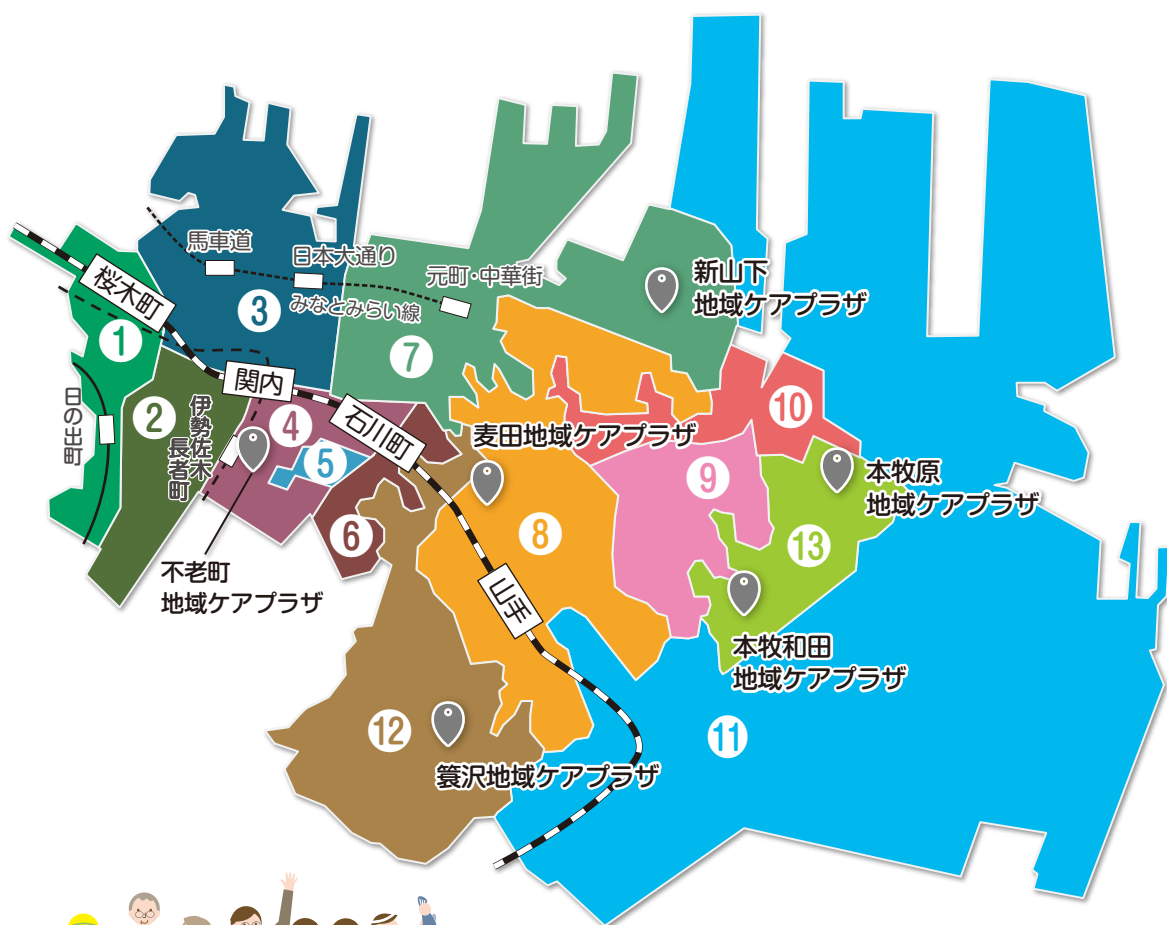 馬車道
日本大通り
元町・中華街
みなとみらい線
新山下
地域ケアプラザ
桜木町
1
3
7
関内
日の出町
2
伊勢佐木
長者町
4
石川町
5
麦田地域ケアプラザ
10
本牧原
地域ケアプラザ
9
6
8
13
不老町
地域ケアプラザ
山手
本牧和田
地域ケアプラザ
12
11
簑沢地域ケアプラザ